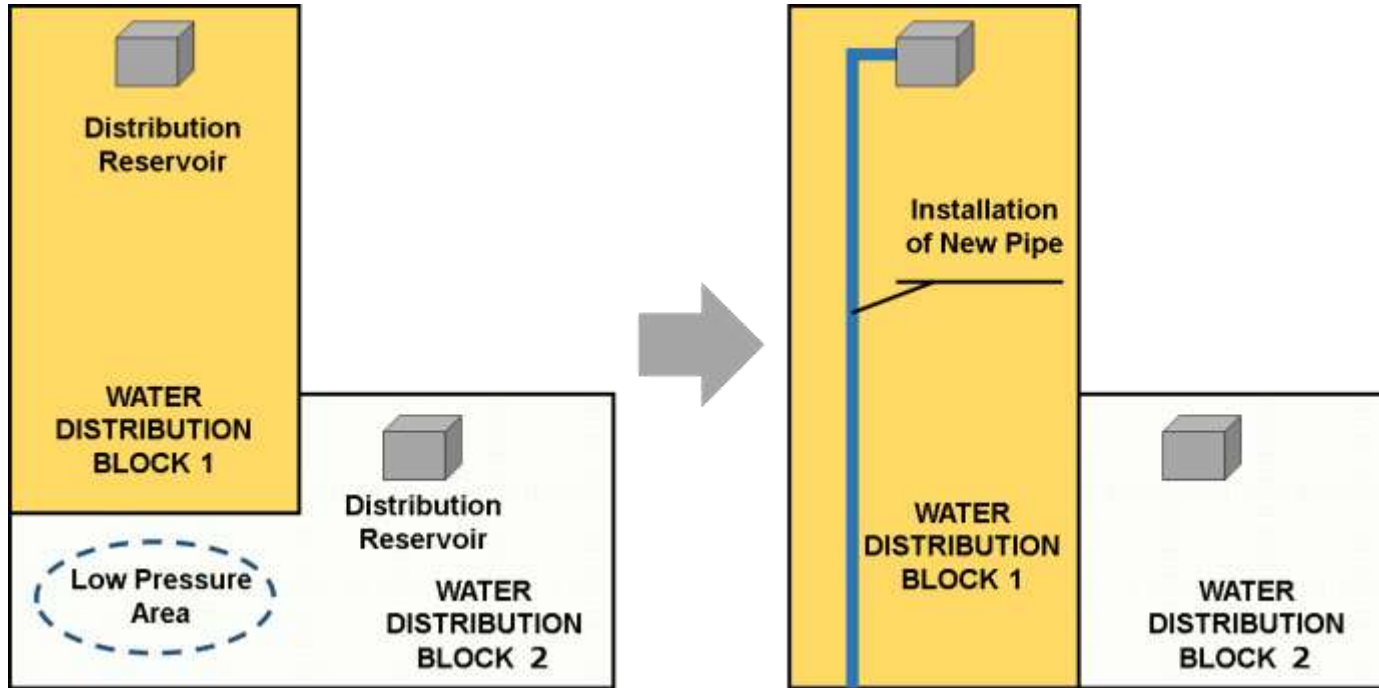 Distribution
Reservoir
WATER
DISTRIBUTION
BLOCK 1
Distribution
Reservoir
Low Pressure
Area
WATER
DISTRIBUTION
BLOCK 2
Installation
of New Pipe
WATER
DISTRIBUTION
BLOCK 1
WATER
DISTRIBUTION
BLOCK 2